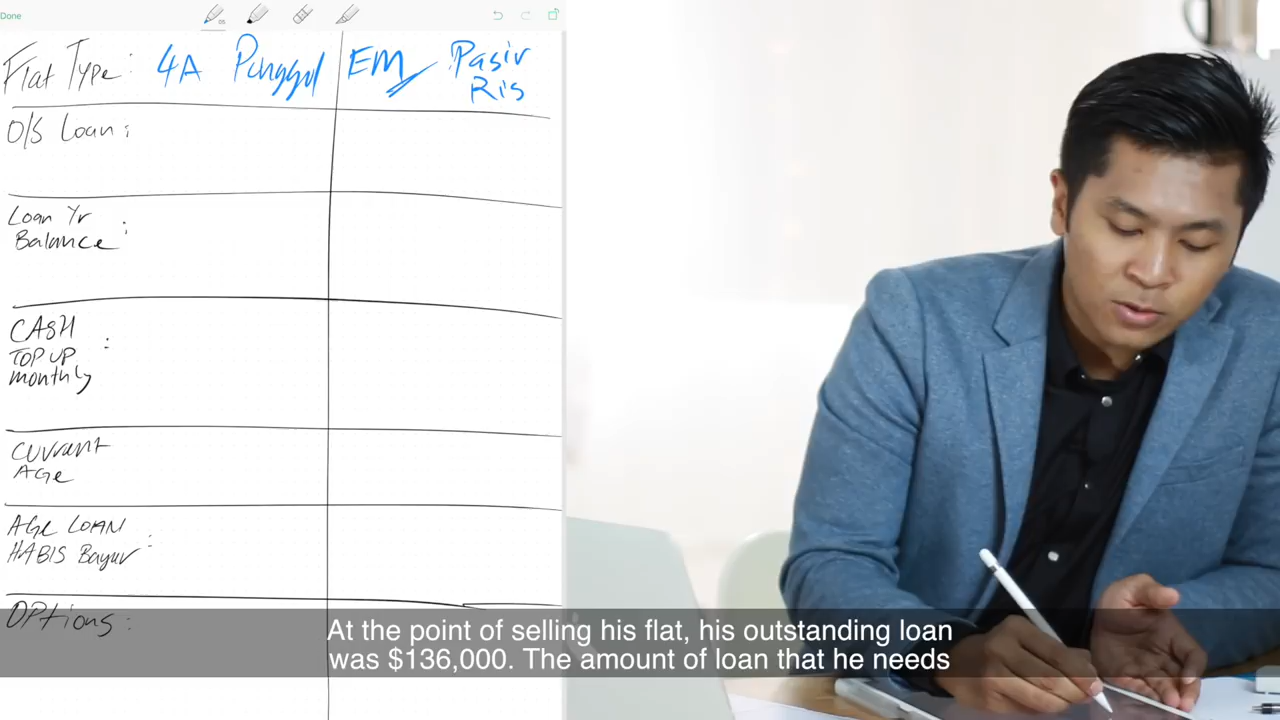 Done
Flat Type: 4A Punggol EM Pasir Ris
O/S Loan:
Loan Yr
Balance :
CASH
TOP UP :
monthly
Current
AGe
AGe LOAN
HABIS Bayar :
OPtions :
At the point of selling his flat, his outstanding loan
was $136,000. The amount of loan that he needs